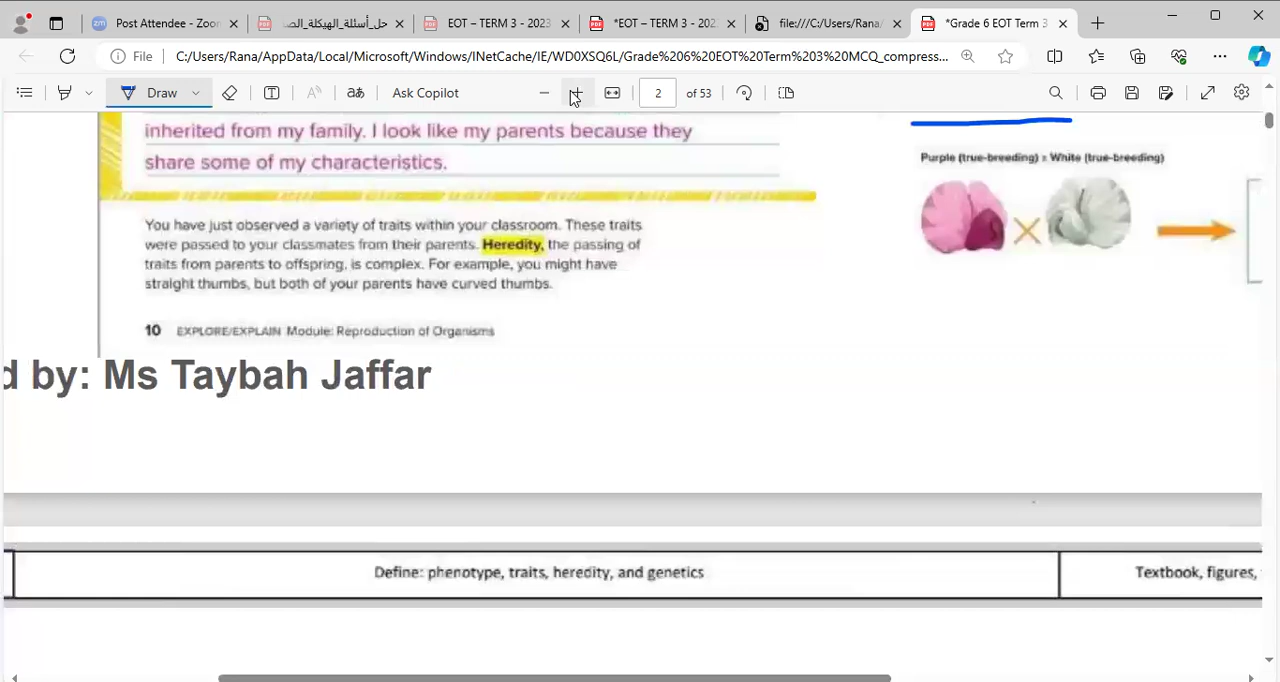 Post Attendee - Zoom
حل_أسئلة_الهيكلة_الصـ
EOT – TERM 3 - 2023
*EOT – TERM 3 - 202
file:///C:/Users/Rana/
*Grade 6 EOT Term 3
File
C:/Users/Rana/AppData/Local/Microsoft/Windows/INetCache/IE/WD0XSQ6L/Grade%206%20EOT%20Term%203%20MCQ_compress...
Draw
Ask Copilot
2
of 53
inherited from my family. I look like my parents because they
share some of my characteristics.
You have just observed a variety of traits within your classroom. These traits
were passed to your classmates from their parents. Heredity, the passing of
traits from parents to offspring, is complex. For example, you might have
straight thumbs, but both of your parents have curved thumbs.
10 EXPLORE/EXPLAIN Module: Reproduction of Organisms
Purple (true-breeding) x White (true-breeding)
d by: Ms Taybah Jaffar
Define: phenotype, traits, heredity, and genetics
Textbook, figures,